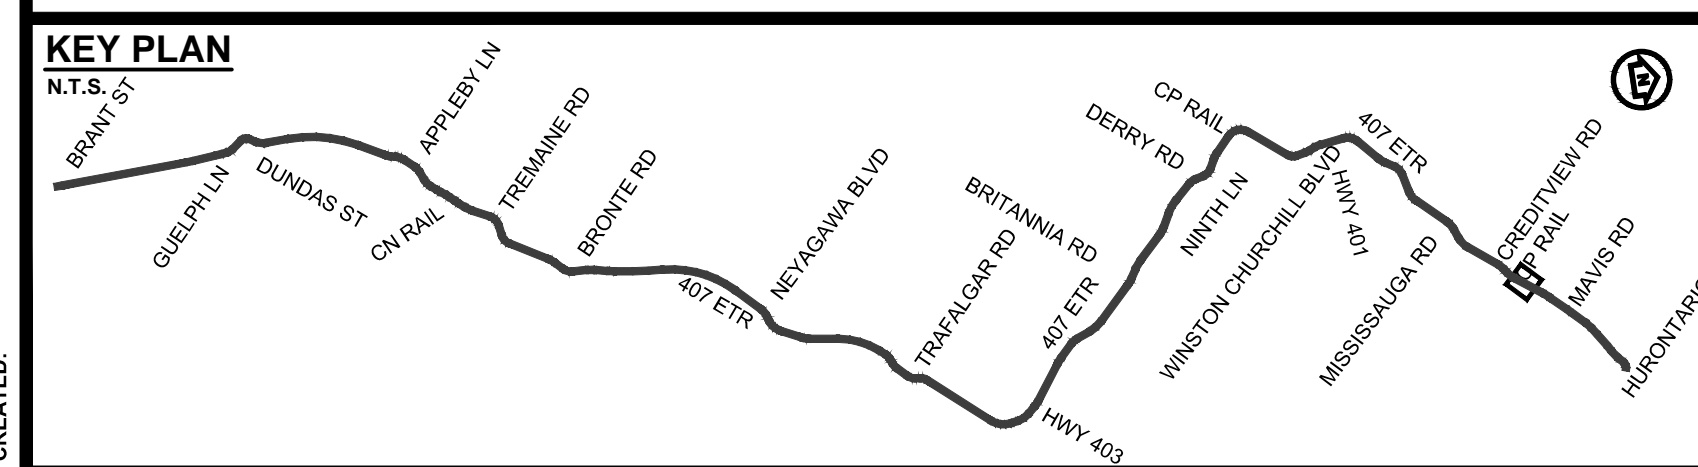 KEY PLAN
N.T.S.
BRANT ST
GUELPH LN
DUNDAS ST
APPLEBY LN
CN RAIL
TREMAINE RD
BRONTE RD
407 ETR
NEYAGAWA BLVD
TRAFALGAR RD
BRITANNIA RD
HWY 403
407 ETR
DERRY RD
CP RAIL
NINTH LN
WINSTON CHURCHILL BLVD
HWY 401
407 ETR
MISSISSAUGA RD
CREDITVIEW RD
P RAIL
MAVIS RD
HURONTARIO
N
CREATED: